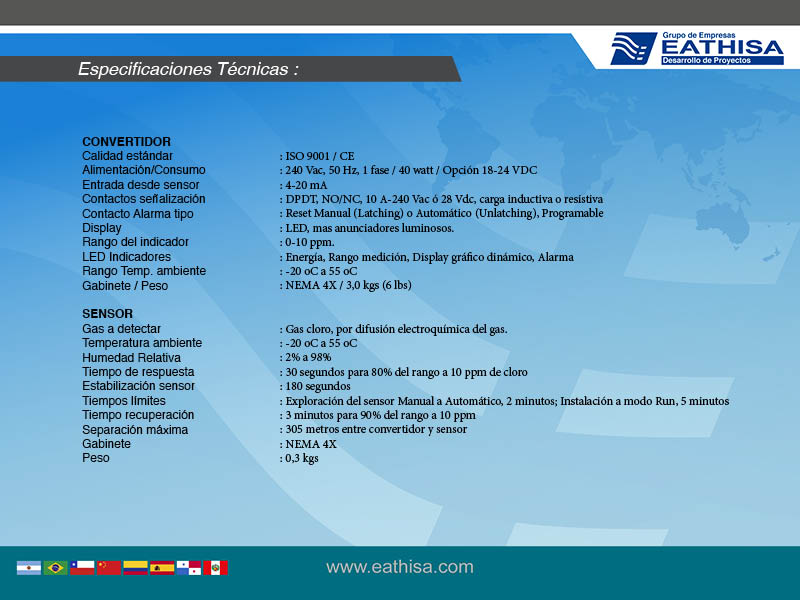 Grupo de Empresas
EATHISA
Desarrollo de Proyectos
Especificaciones Técnicas :
CONVERTIDOR
Calidad estándar : ISO 9001 / CE
Alimentación/Consumo : 240 Vac, 50 Hz, 1 fase / 40 watt / Opción 18-24 VDC
Entrada desde sensor : 4-20 mA
Contactos señalización : DPDT, NO/NC, 10 A-240 Vac ó 28 Vdc, carga inductiva o resistiva
Contacto Alarma tipo : Reset Manual (Latching) o Automático (Unlatching), Programable
Display : LED, mas anunciadores luminosos.
Rango del indicador : 0-10 ppm.
LED Indicadores : Energía, Rango medición, Display gráfico dinámico, Alarma
Rango Temp. ambiente : -20 oC a 55 oC
Gabinete / Peso : NEMA 4X / 3,0 kgs (6 lbs)
SENSOR
Gas a detectar : Gas cloro, por difusión electroquímica del gas.
Temperatura ambiente : -20 oC a 55 oC
Humedad Relativa : 2% a 98%
Tiempo de respuesta : 30 segundos para 80% del rango a 10 ppm de cloro
Estabilización sensor : 180 segundos
Tiempos límites : Exploración del sensor Manual a Automático, 2 minutos; Instalación a modo Run, 5 minutos
Tiempo recuperación : 3 minutos para 90% del rango a 10 ppm
Separación máxima : 305 metros entre convertidor y sensor
Gabinete : NEMA 4X
Peso : 0,3 kgs
www.eathisa.com